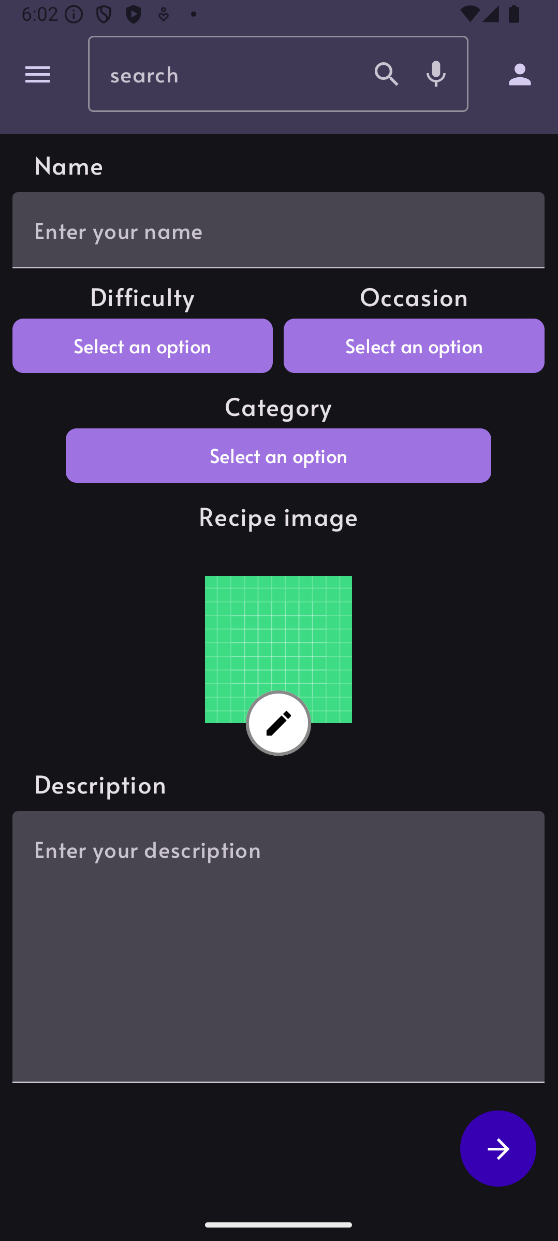 6:02
search
Name
Enter your name
Difficulty Occasion
Select an option Select an option
Category
Select an option
Recipe image
Description
Enter your description